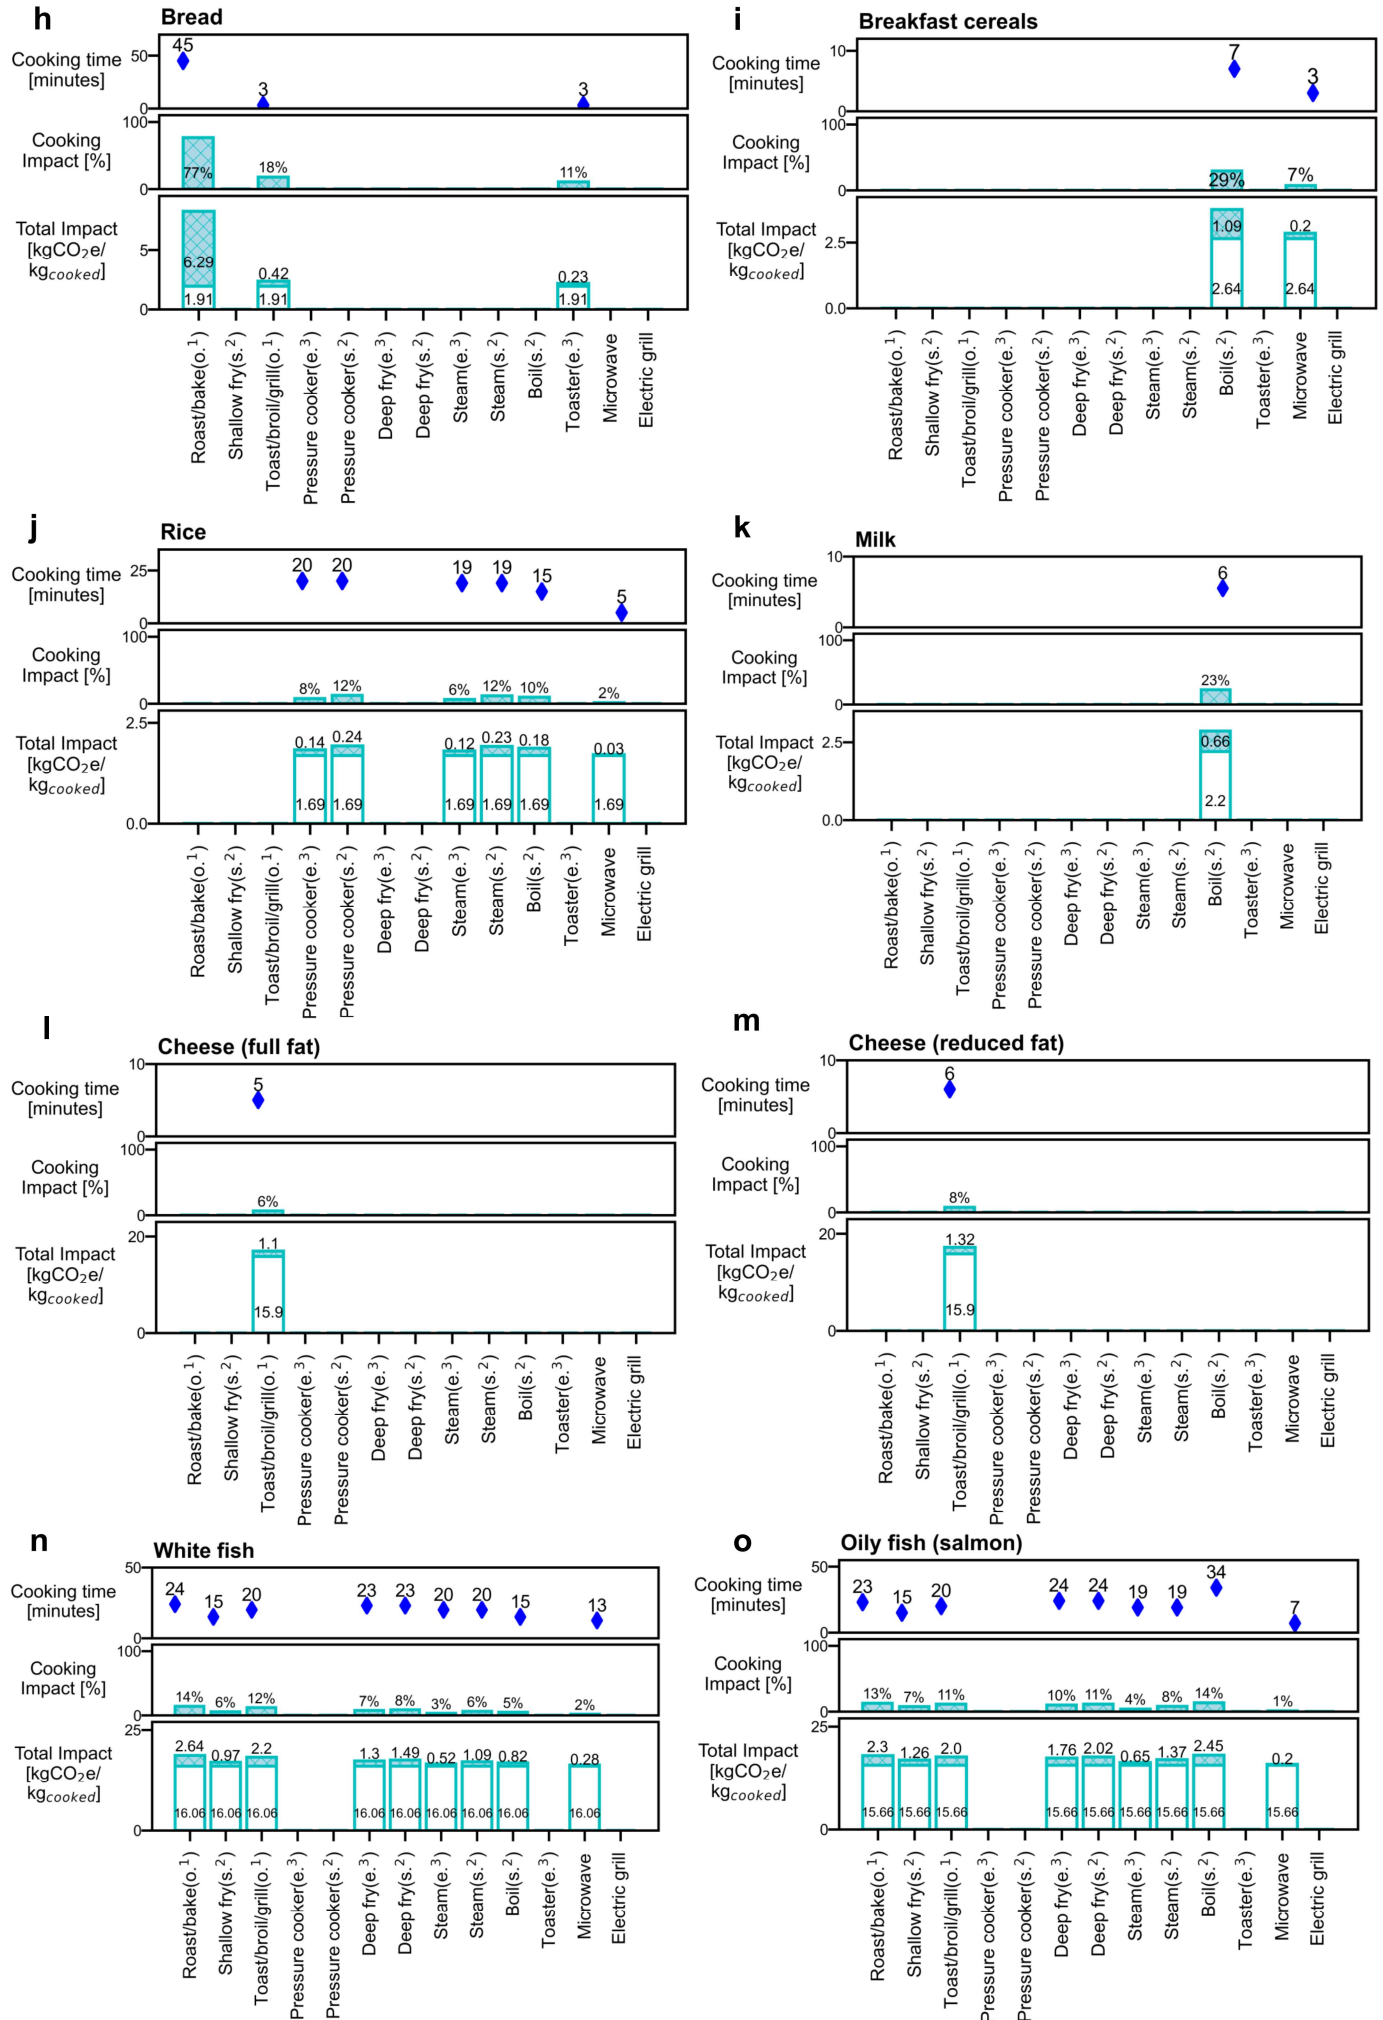 h
Bread
Cooking time
[minutes]
50
0
45
3
3
Cooking
Impact [%]
100
0
77%
18%
11%
Total Impact
[kgCO2e/
kgcooked]
5
0
6.29
1.91
0.42
1.91
0.23
1.91
Roast/bake(o.1)
Shallow fry(s.2)
Toast/broil/grill(o.1)
Pressure cooker(e.3)
Pressure cooker(s.2)
Deep fry(e.3)
Deep fry(s.2)
Steam(e.3)
Steam(s.2)
Boil(s.2)
Toaster(e.3)
Microwave
Electric grill
i
Breakfast cereals
Cooking time
[minutes]
10
0
7
3
Cooking
Impact [%]
100
0
29%
7%
Total Impact
[kgCO2e/
kgcooked]
2.5
0.0
1.09
2.64
0.2
2.64
Roast/bake(o.1)
Shallow fry(s.2)
Toast/broil/grill(o.1)
Pressure cooker(e.3)
Pressure cooker(s.2)
Deep fry(e.3)
Deep fry(s.2)
Steam(e.3)
Steam(s.2)
Boil(s.2)
Toaster(e.3)
Microwave
Electric grill
j
Rice
Cooking time
[minutes]
25
0
20
20
19
19
15
5
Cooking
Impact [%]
100
0
8%
12%
6%
12%
10%
2%
Total Impact
[kgCO2e/
kgcooked]
2.5
0.0
0.14
0.24
0.12
0.23
0.18
0.03
1.69
1.69
1.69
1.69
1.69
1.69
Roast/bake(o.1)
Shallow fry(s.2)
Toast/broil/grill(o.1)
Pressure cooker(e.3)
Pressure cooker(s.2)
Deep fry(e.3)
Deep fry(s.2)
Steam(e.3)
Steam(s.2)
Boil(s.2)
Toaster(e.3)
Microwave
Electric grill
k
Milk
Cooking time
[minutes]
10
0
6
Cooking
Impact [%]
100
0
23%
Total Impact
[kgCO2e/
kgcooked]
2.5
0.0
0.66
2.2
Roast/bake(o.1)
Shallow fry(s.2)
Toast/broil/grill(o.1)
Pressure cooker(e.3)
Pressure cooker(s.2)
Deep fry(e.3)
Deep fry(s.2)
Steam(e.3)
Steam(s.2)
Boil(s.2)
Toaster(e.3)
Microwave
Electric grill
l
Cheese (full fat)
Cooking time
[minutes]
10
0
5
Cooking
Impact [%]
100
0
6%
Total Impact
[kgCO2e/
kgcooked]
20
0
1.1
15.9
Roast/bake(o.1)
Shallow fry(s.2)
Toast/broil/grill(o.1)
Pressure cooker(e.3)
Pressure cooker(s.2)
Deep fry(e.3)
Deep fry(s.2)
Steam(e.3)
Steam(s.2)
Boil(s.2)
Toaster(e.3)
Microwave
Electric grill
m
Cheese (reduced fat)
Cooking time
[minutes]
10
0
6
Cooking
Impact [%]
100
0
8%
Total Impact
[kgCO2e/
kgcooked]
20
0
1.32
15.9
Roast/bake(o.1)
Shallow fry(s.2)
Toast/broil/grill(o.1)
Pressure cooker(e.3)
Pressure cooker(s.2)
Deep fry(e.3)
Deep fry(s.2)
Steam(e.3)
Steam(s.2)
Boil(s.2)
Toaster(e.3)
Microwave
Electric grill
n
White fish
Cooking time
[minutes]
50
0
24
15
20
23
23
20
20
15
13
Cooking
Impact [%]
100
0
14%
6%
12%
7%
8%
3%
6%
5%
2%
Total Impact
[kgCO2e/
kgcooked]
25
0
2.64
0.97
2.2
1.3
1.49
0.52
1.09
0.82
0.28
16.06
16.06
16.06
16.06
16.06
16.06
16.06
16.06
16.06
Roast/bake(o.1)
Shallow fry(s.2)
Toast/broil/grill(o.1)
Pressure cooker(e.3)
Pressure cooker(s.2)
Deep fry(e.3)
Deep fry(s.2)
Steam(e.3)
Steam(s.2)
Boil(s.2)
Toaster(e.3)
Microwave
Electric grill
o
Oily fish (salmon)
Cooking time
[minutes]
50
0
23
15
20
24
24
19
19
34
7
Cooking
Impact [%]
100
0
13%
7%
11%
10%
11%
4%
8%
14%
1%
Total Impact
[kgCO2e/
kgcooked]
25
0
2.3
1.26
2.0
1.76
2.02
0.65
1.37
2.45
0.2
15.66
15.66
15.66
15.66
15.66
15.66
15.66
15.66
15.66
Roast/bake(o.1)
Shallow fry(s.2)
Toast/broil/grill(o.1)
Pressure cooker(e.3)
Pressure cooker(s.2)
Deep fry(e.3)
Deep fry(s.2)
Steam(e.3)
Steam(s.2)
Boil(s.2)
Toaster(e.3)
Microwave
Electric grill